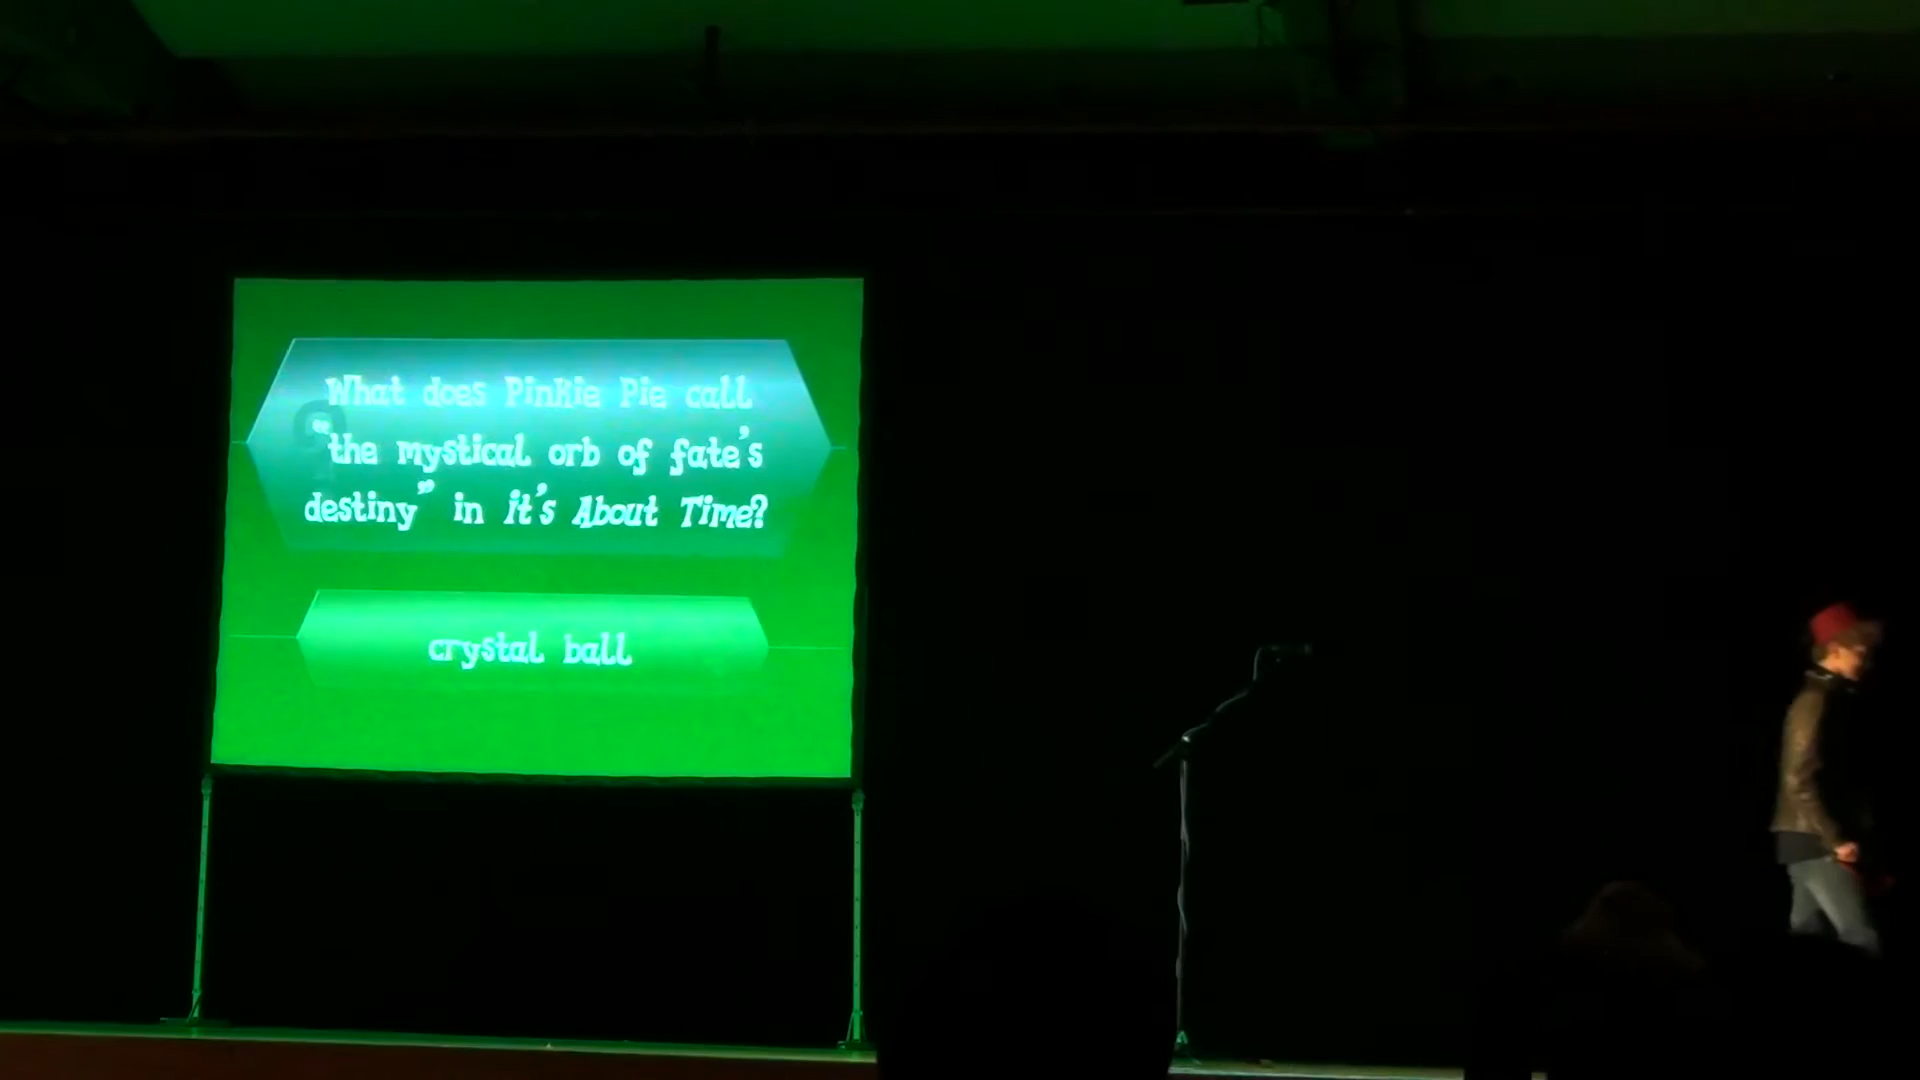 What does Pinkie Pie call
"the mystical orb of fate's
destiny" in it's About Time?
crystal ball